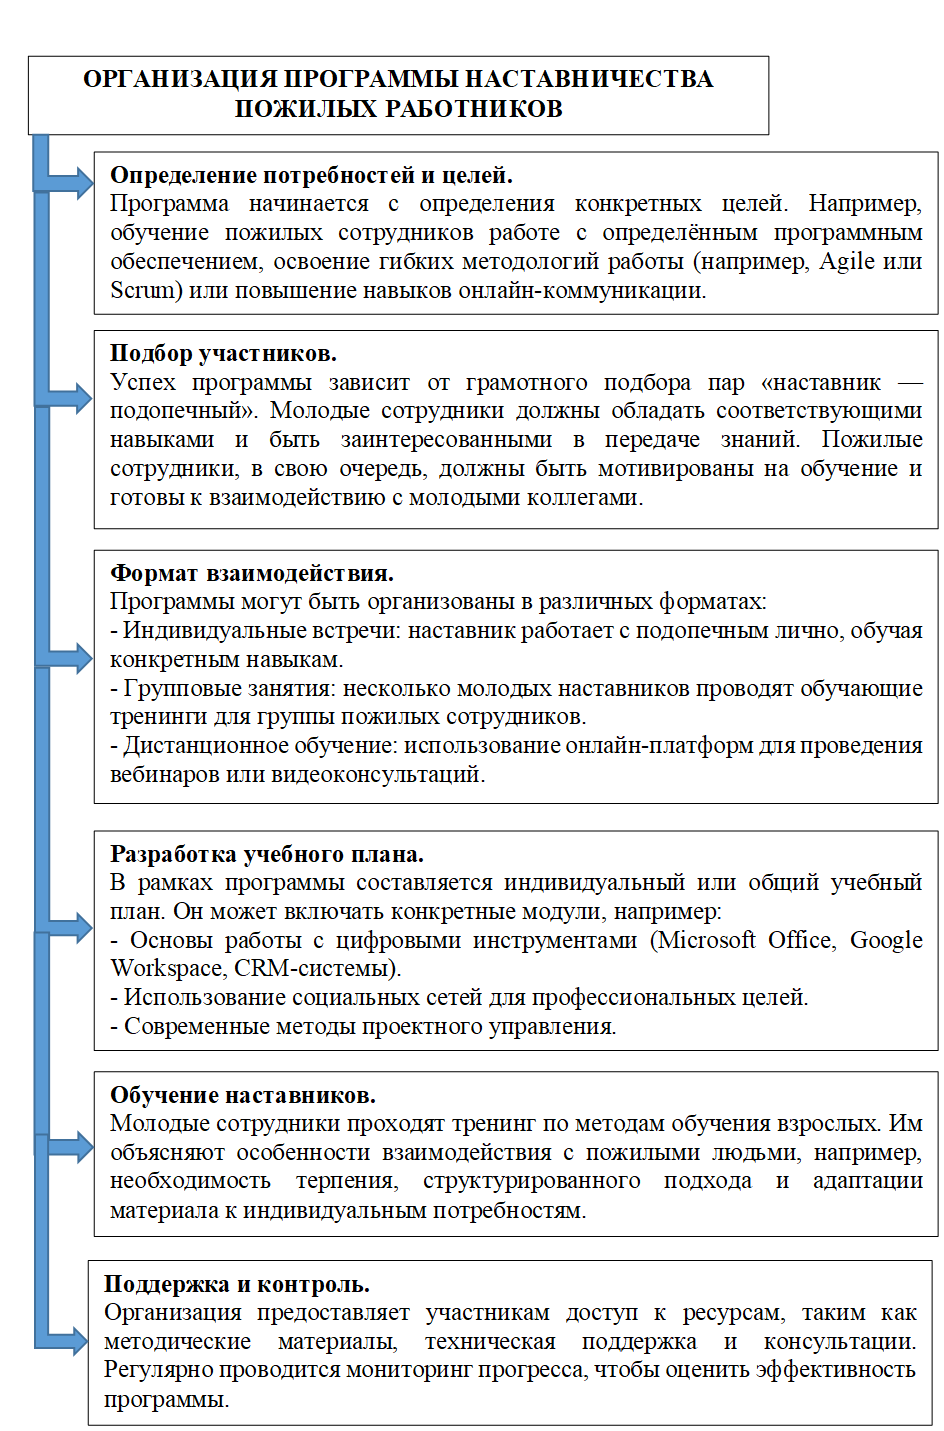 ОРГАНИЗАЦИЯ ПРОГРАММЫ НАСТАВНИЧЕСТВА
ПОЖИЛЫХ РАБОТНИКОВ
Определение потребностей и целей.
Программа начинается с определения конкретных целей. Например,
обучение пожилых сотрудников работе с определённым программным
обеспечением, освоение гибких методологий работы (например, Agile или
Scrum) или повышение навыков онлайн-коммуникации.
Подбор участников.
Успех программы зависит от грамотного подбора пар «наставник —
подопечный». Молодые сотрудники должны обладать соответствующими
навыками и быть заинтересованными в передаче знаний. Пожилые
сотрудники, в свою очередь, должны быть мотивированы на обучение и
готовы к взаимодействию с молодыми коллегами.
Формат взаимодействия.
Программы могут быть организованы в различных форматах:
- Индивидуальные встречи: наставник работает с подопечным лично, обучая
конкретным навыкам.
- Групповые занятия: несколько молодых наставников проводят обучающие
тренинги для группы пожилых сотрудников.
- Дистанционное обучение: использование онлайн-платформ для проведения
вебинаров или видеоконсультаций.
Разработка учебного плана.
В рамках программы составляется индивидуальный или общий учебный
план. Он может включать конкретные модули, например:
- Основы работы с цифровыми инструментами (Microsoft Office, Google
Workspace, CRM-системы).
- Использование социальных сетей для профессиональных целей.
- Современные методы проектного управления.
Обучение наставников.
Молодые сотрудники проходят тренинг по методам обучения взрослых. Им
объясняют особенности взаимодействия с пожилыми людьми, например,
необходимость терпения, структурированного подхода и адаптации
материала к индивидуальным потребностям.
Поддержка и контроль.
Организация предоставляет участникам доступ к ресурсам, таким как
методические материалы, техническая поддержка и консультации.
Регулярно проводится мониторинг прогресса, чтобы оценить эффективность
программы.